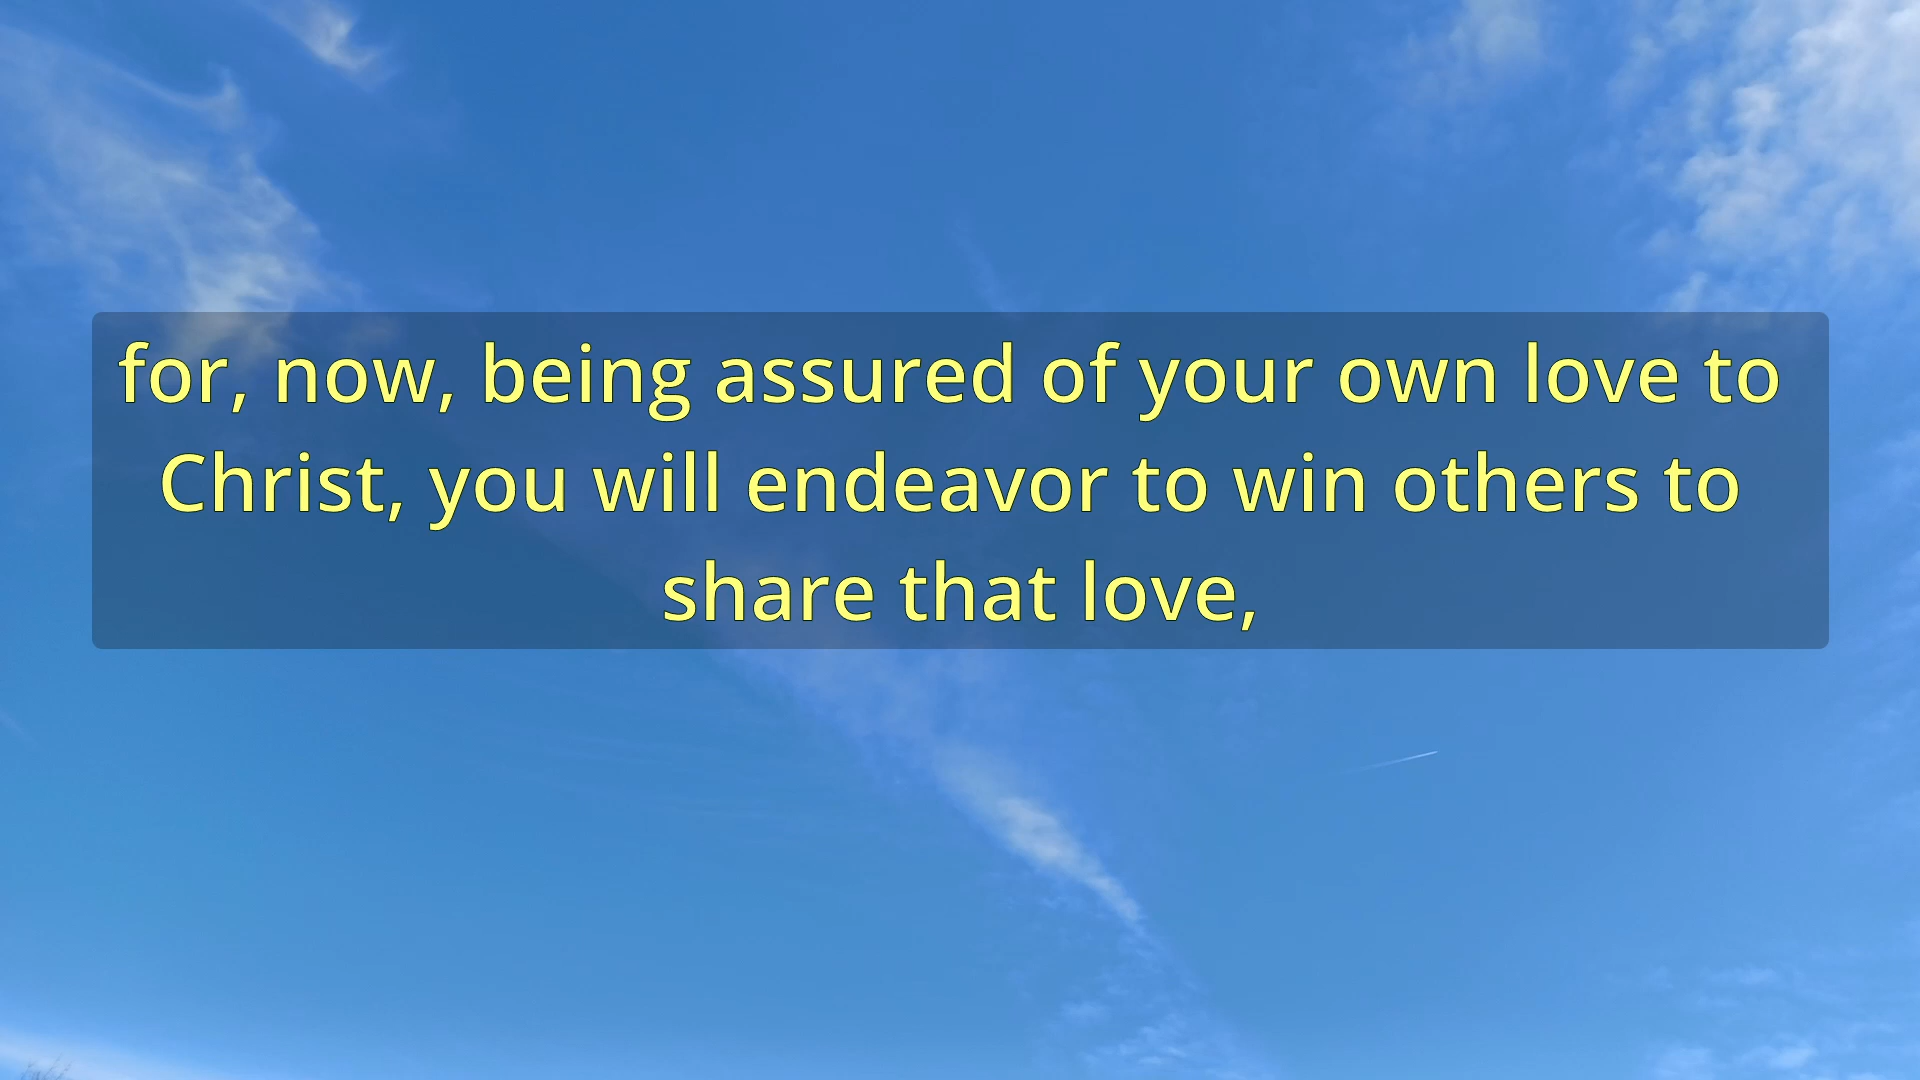 for, now, being assured of your own love to
Christ, you will endeavor to win others to
share that love,